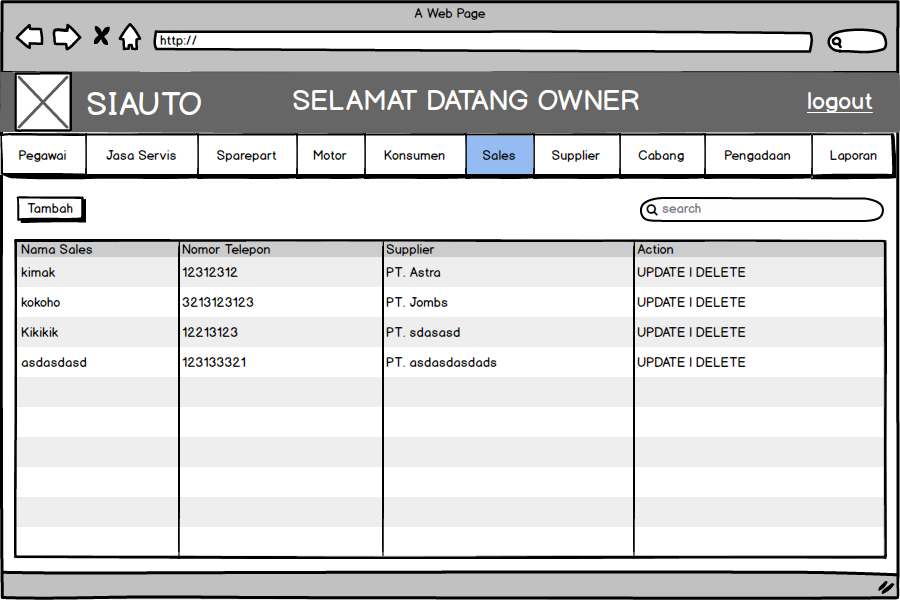 A Web Page
http://
SIAUTO
SELAMAT DATANG OWNER
logout
Pegawai Jasa Servis Sparepart Motor Konsumen Sales Supplier Cabang Pengadaan Laporan
Tambah
search
Nama Sales Nomor Telepon Supplier Action
kimak 12312312 PT. Astra UPDATE | DELETE
kokoho 3213123123 PT. Jombs UPDATE | DELETE
Kikikik 12213123 PT. sdasasd UPDATE | DELETE
asdasdasd 123133321 PT. asdasdasdads UPDATE | DELETE